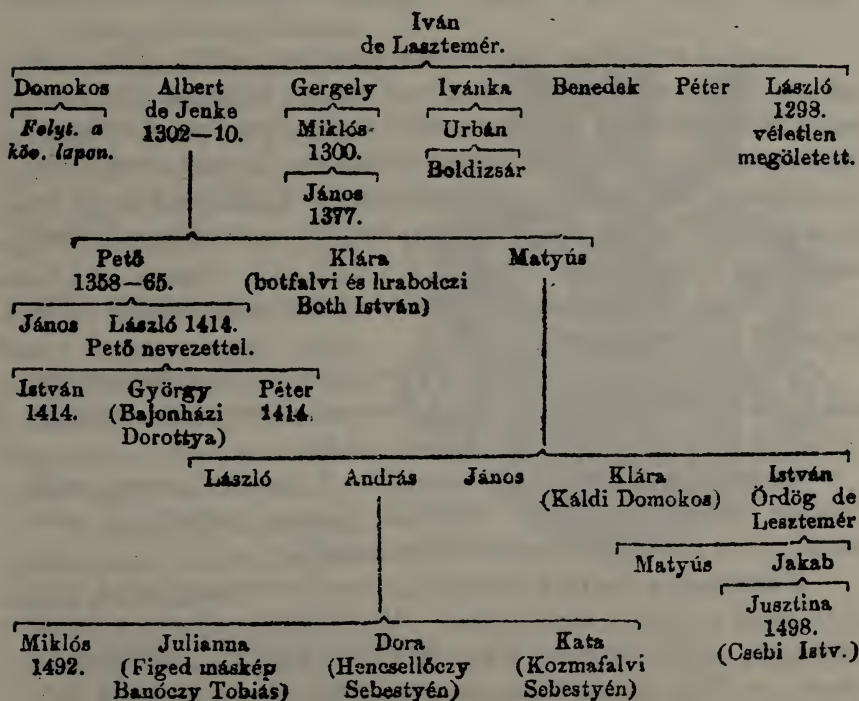 Iván
de Lasztemér.
Domokos Albert Gergely Ivánka Benedek Péter László
Folyt. a de Jenke Miklós 1298.
köv. lapon. 1302—10. 1300. Urbán véletlen
János Boldizsár megöletett.
1377.
Pető Klára Matyús
1358—65. (botfalvi és hrabolczi
Both István)
János László 1414.
Pető nevezettel.
István György Péter
1414. (Bajonházi 1414.
Dorottya)
László András János Klára István
(Káldi Domokos) Ördög de
Lesztemér
Matyús Jakab
Jusztina
1498.
(Csebi Istv.)
Miklós Julianna Dora Kata
1492. (Figed máskép (Hencsellőczy (Kozmafalvi
Banóczy Tobiás) Sebestyén) Sebestyén)